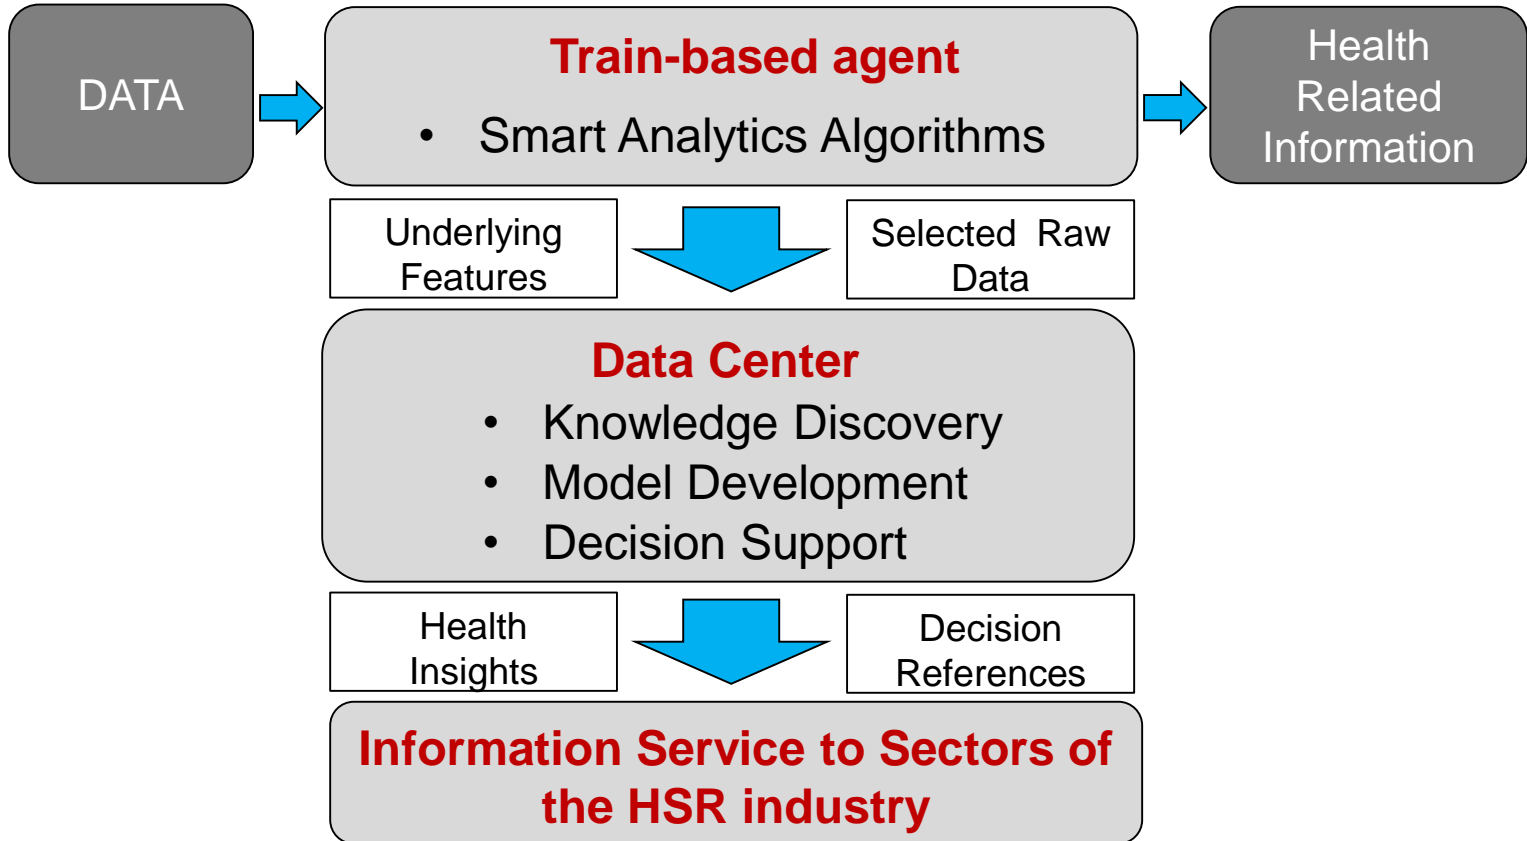 DATA
Train-based agent
• Smart Analytics Algorithms
Health
Related
Information
Underlying
Features
Selected Raw
Data
Data Center
• Knowledge Discovery
• Model Development
• Decision Support
Health
Insights
Decision
References
Information Service to Sectors of
the HSR industry